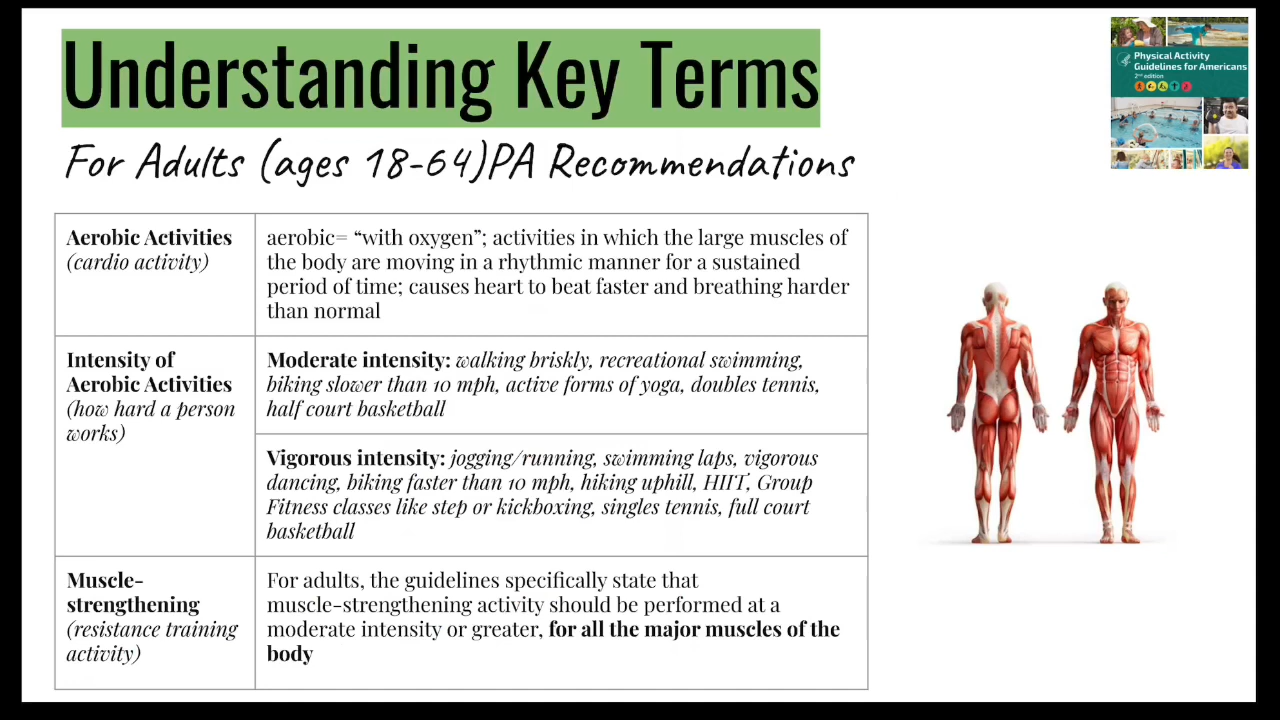 Understanding Key Terms
For Adults (ages 18-64)PA Recommendations
Physical Activity
Guidelines for Americans
2nd edition
Aerobic Activities
(cardio activity)
aerobic= “with oxygen”; activities in which the large muscles of
the body are moving in a rhythmic manner for a sustained
period of time; causes heart to beat faster and breathing harder
than normal
Intensity of
Aerobic Activities
(how hard a person
works)
Moderate intensity: walking briskly, recreational swimming,
biking slower than 10 mph, active forms of yoga, doubles tennis,
half court basketball
Vigorous intensity: jogging/running, swimming laps, vigorous
dancing, biking faster than 10 mph, hiking uphill, HIIT, Group
Fitness classes like step or kickboxing, singles tennis, full court
basketball
Muscle-
strengthening
(resistance training
activity)
For adults, the guidelines specifically state that
muscle-strengthening activity should be performed at a
moderate intensity or greater, for all the major muscles of the
body